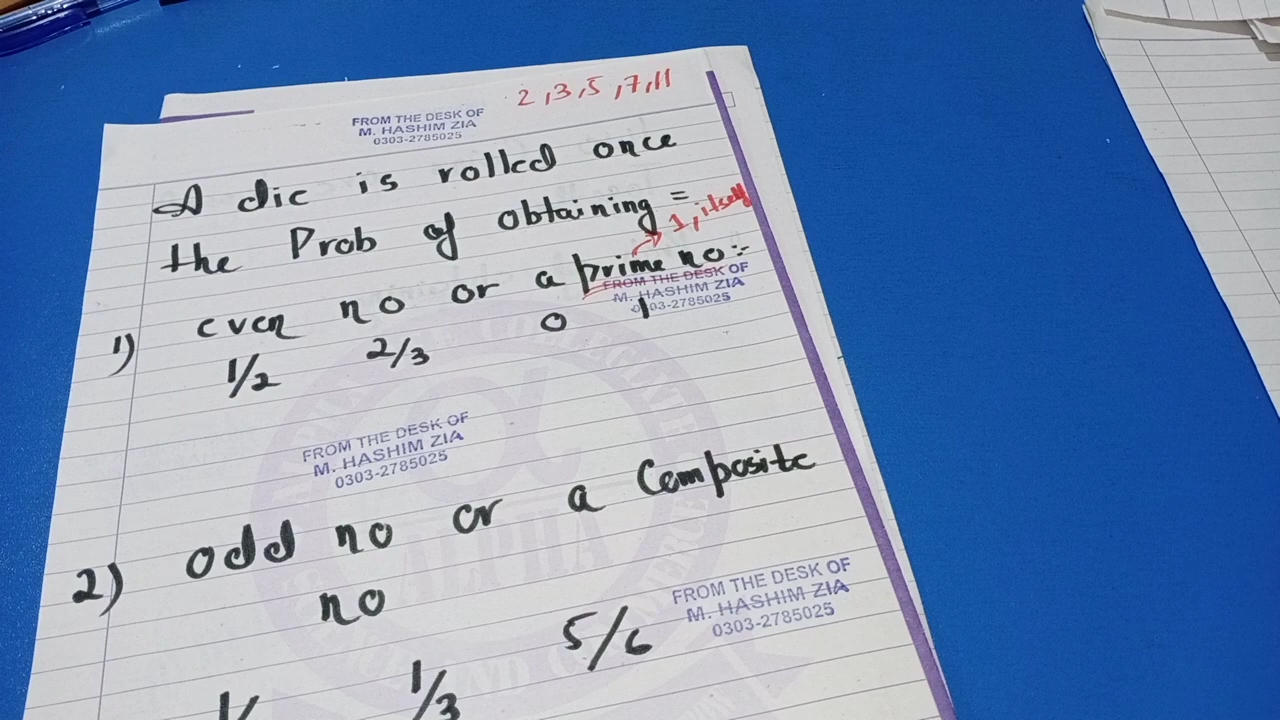 2,3,5,7,11
FROM THE DESK OF
M. HASHIM ZIA
0303-2785025
A die is rolled once
the Prob of obtaining =
1, itself
1) even no or a prime no:-
FROM THE DESK OF
M. HASHIM ZIA
0303-2785025
1/2 2/3 0 1
FROM THE DESK OF
M. HASHIM ZIA
0303-2785025
2) odd no or a Composite
no
FROM THE DESK OF
M. HASHIM ZIA
0303-2785025
1/3 5/6